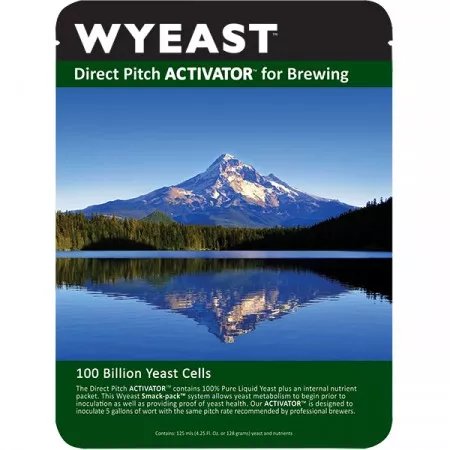 WYEAST™
Direct Pitch ACTIVATOR™ for Brewing
100 Billion Yeast Cells
The Direct Pitch ACTIVATOR™ contains 100% Pure Liquid Yeast plus an internal nutrient
packet. This Wyeast Smack-pack™ system allows yeast metabolism to begin prior to
inoculation as well as providing proof of yeast health. Our ACTIVATOR™ is designed to
inoculate 5 gallons of wort with the same pitch rate recommended by professional brewers.
Contains: 125 mls (4.25 Fl. Oz. or 128 grams) yeast and nutrients